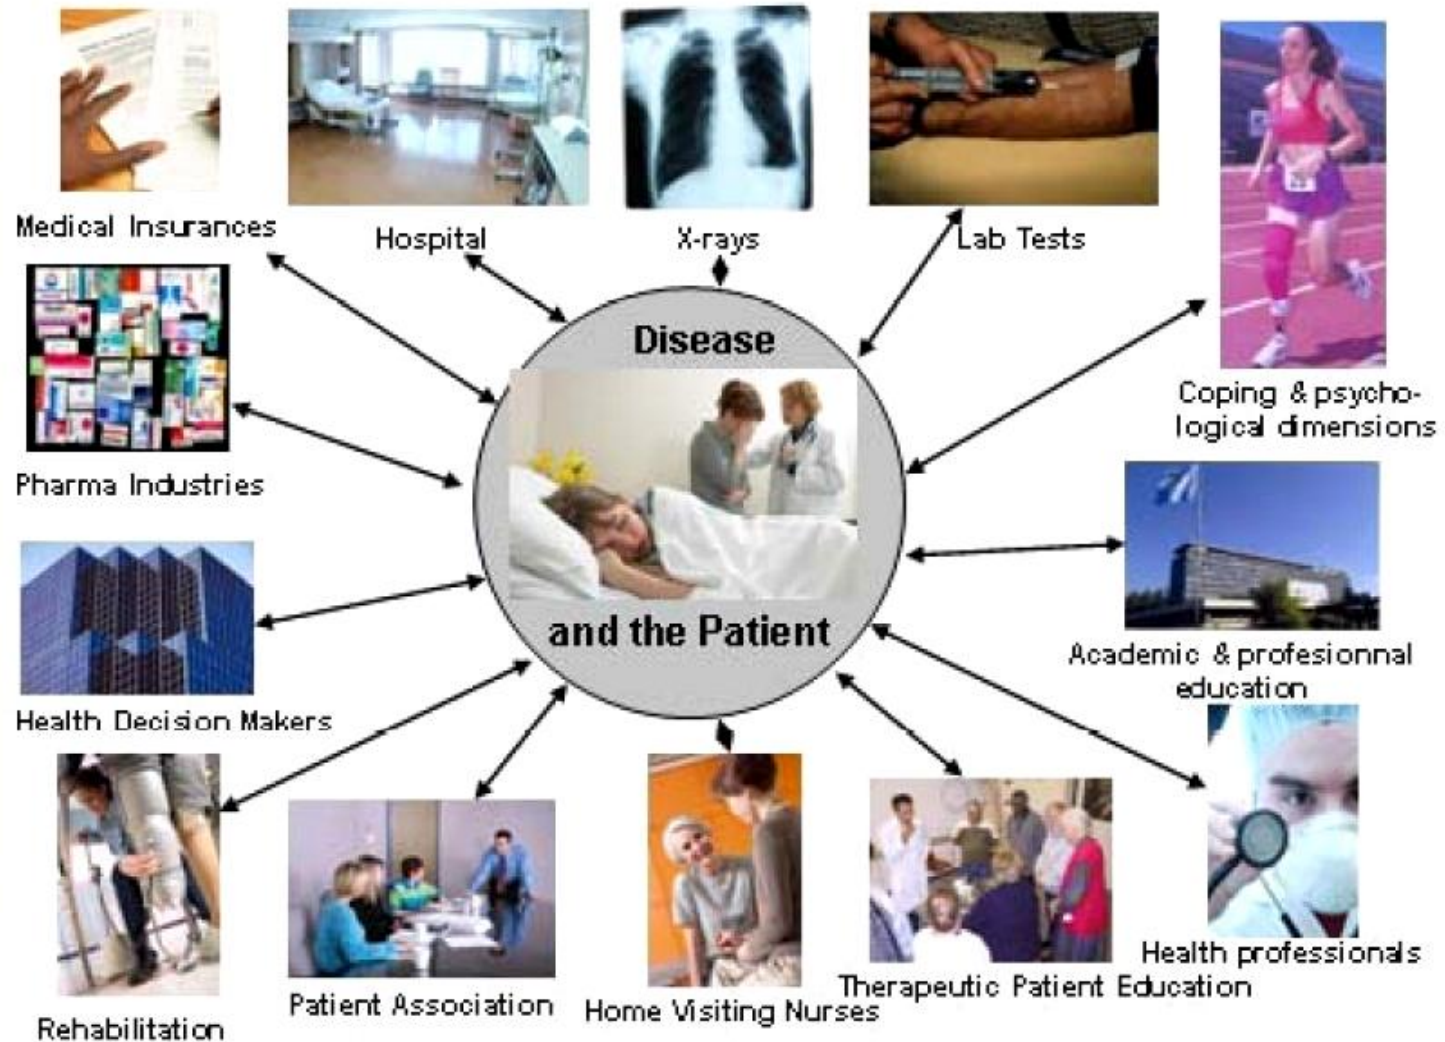 Medical Insurances
Hospital
X-rays
Lab Tests
Coping & psycho-
logical dimensions
Disease
and the Patient
Pharma Industries
Academic & profesionnal
education
Health Decision Makers
Health professionals
Therapeutic Patient Education
Home Visiting Nurses
Patient Association
Rehabilitation